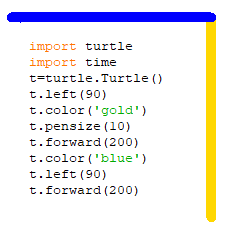 import turtle
import time
t=turtle.Turtle()
t.left(90)
t.color('gold')
t.pensize(10)
t.forward(200)
t.color('blue')
t.left(90)
t.forward(200)